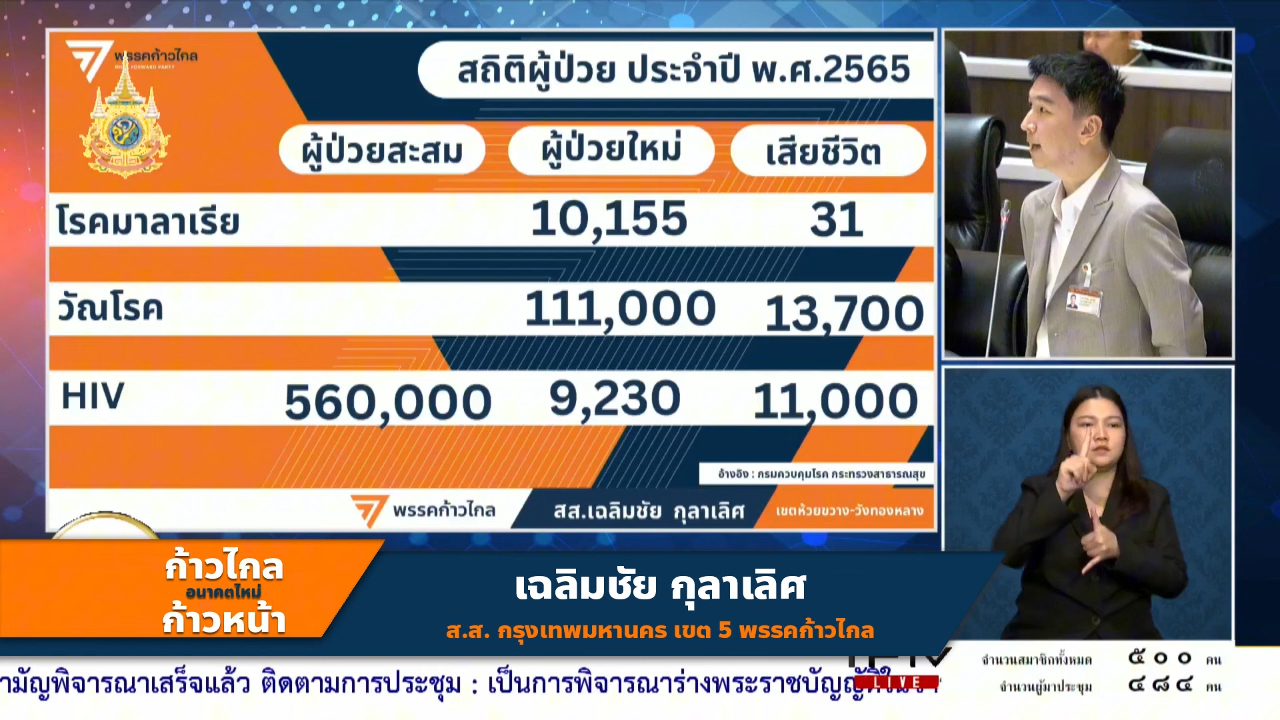 พรรคก้าวไกล
MOVE FORWARD PARTY
สถิติผู้ป่วย ประจำปี พ.ศ.2565
ผู้ป่วยสะสม ผู้ป่วยใหม่ เสียชีวิต
โรคมาลาเรีย 10,155 31
วัณโรค 111,000 13,700
HIV 560,000 9,230 11,000
อ้างอิง : กรมควบคุมโรค กระทรวงสาธารณสุข
พรรคก้าวไกล สส.เฉลิมชัย กุลาเลิศ เขตห้วยขวาง-วังทองหลาง
ก้าวไกล
อนาคตใหม่
ก้าวหน้า
เฉลิมชัย กุลาเลิศ
ส.ส. กรุงเทพมหานคร เขต 5 พรรคก้าวไกล
ามัญพิจารณาเสร็จแล้ว ติดตามการประชุม : เป็นการพิจารณาร่างพระราชบัญญัติใน
LIVE
จำนวนสมาชิกทั้งหมด ๕๐๐ คน
จำนวนผู้มาประชุม ๔๘๔ คน